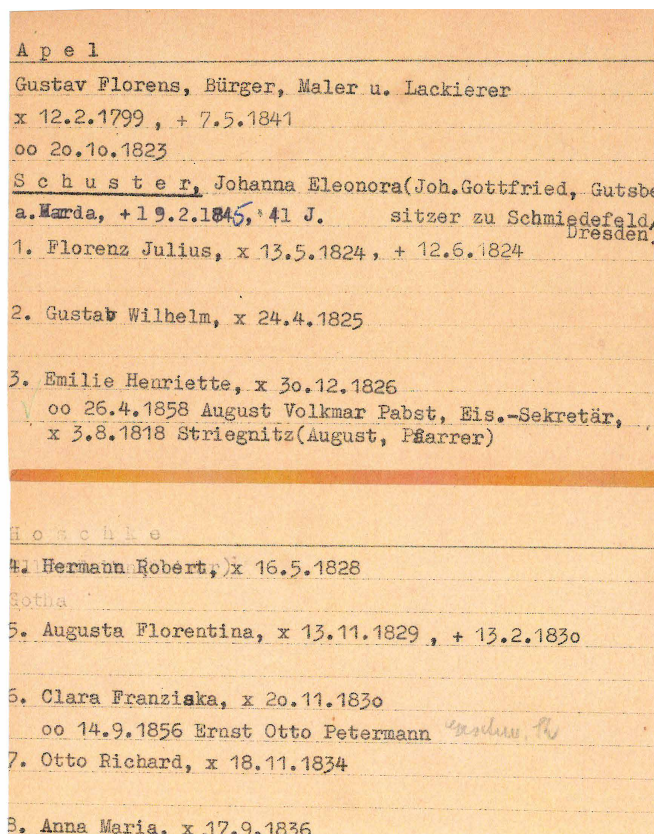 A p e l
Gustav Florens, Bürger, Maler u. Lackierer
x 12.2.1799 , + 7.5.1841
oo 2o.1o.1823
S c h u s t e r, Johanna Eleonora(Joh.Gottfried, Gutsbe
a.Marda, + 19.2.1845, 41 J. sitzer zu Schmiedefeld/
Dresden)
1. Florenz Julius, x 13.5.1824, + 12.6.1824
2. Gustav Wilhelm, x 24.4.1825
3. Emilie Henriette, x 3o.12.1826
oo 26.4.1858 August Volkmar Pabst, Eis.-Sekretär,
x 3.8.1818 Striegnitz(August, Pfarrer)
H o s c h k e
4. Hermann Robert, x 16.5.1828
Gotha
5. Augusta Florentina, x 13.11.1829 , + 13.2.183o
6. Clara Franziska, x 2o.11.183o
oo 14.9.1856 Ernst Otto Petermann
7. Otto Richard, x 18.11.1834
8. Anna Maria, x 17.9.1836